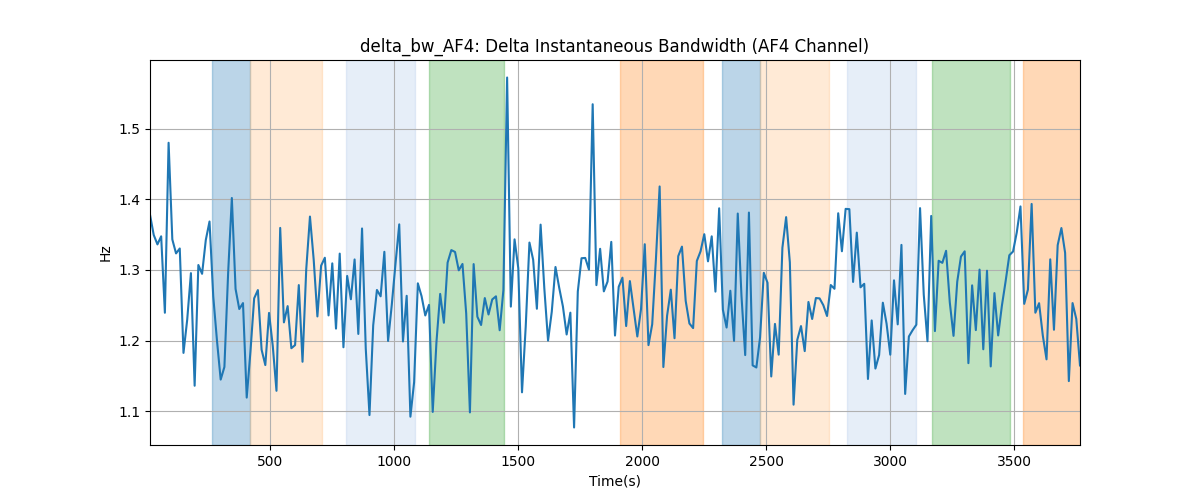 delta_bw_AF4: Delta Instantaneous Bandwidth (AF4 Channel)
Hz
1.5
1.4
1.3
1.2
1.1
500 1000 1500 2000 2500 3000 3500
Time(s)